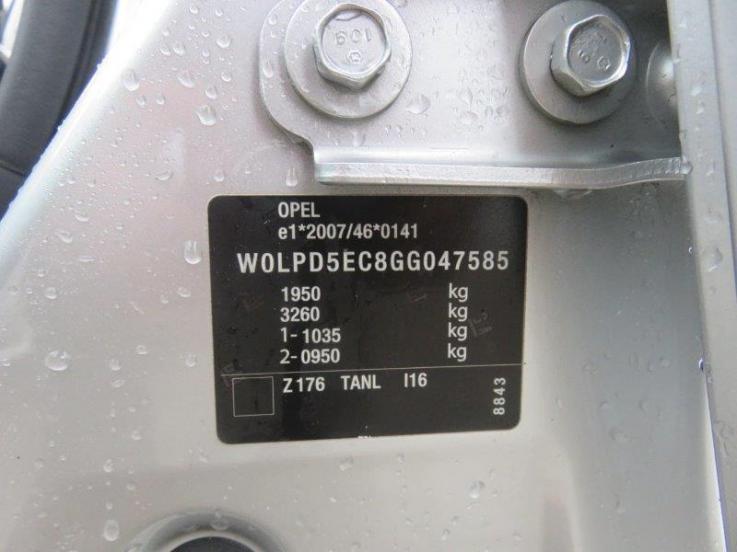 109
OPEL
e1*2007/46*0141
W0LPD5EC8GG047585
1950 kg
3260 kg
1-1035 kg
2-0950 kg
Z176 TANL I16
8843